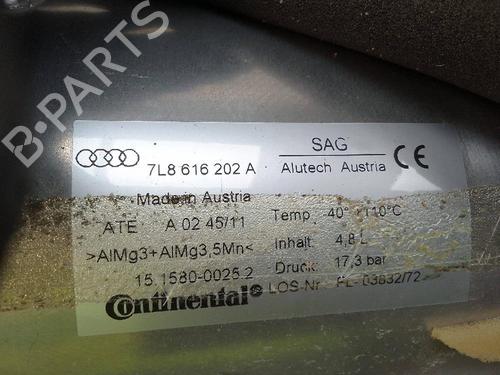 7L8 616 202 A
SAG
Alutech Austria
CE
Made in Austria
ATE A 02 45/11
Temp. 40° 110°C
>AlMg3+AlMg3,5Mn<
Inhalt: 4,8 L
15.1580-0025.2
Druck: 17,3 bar
Continental
LOS-Nr. FL- 03832/72
B-PARTS